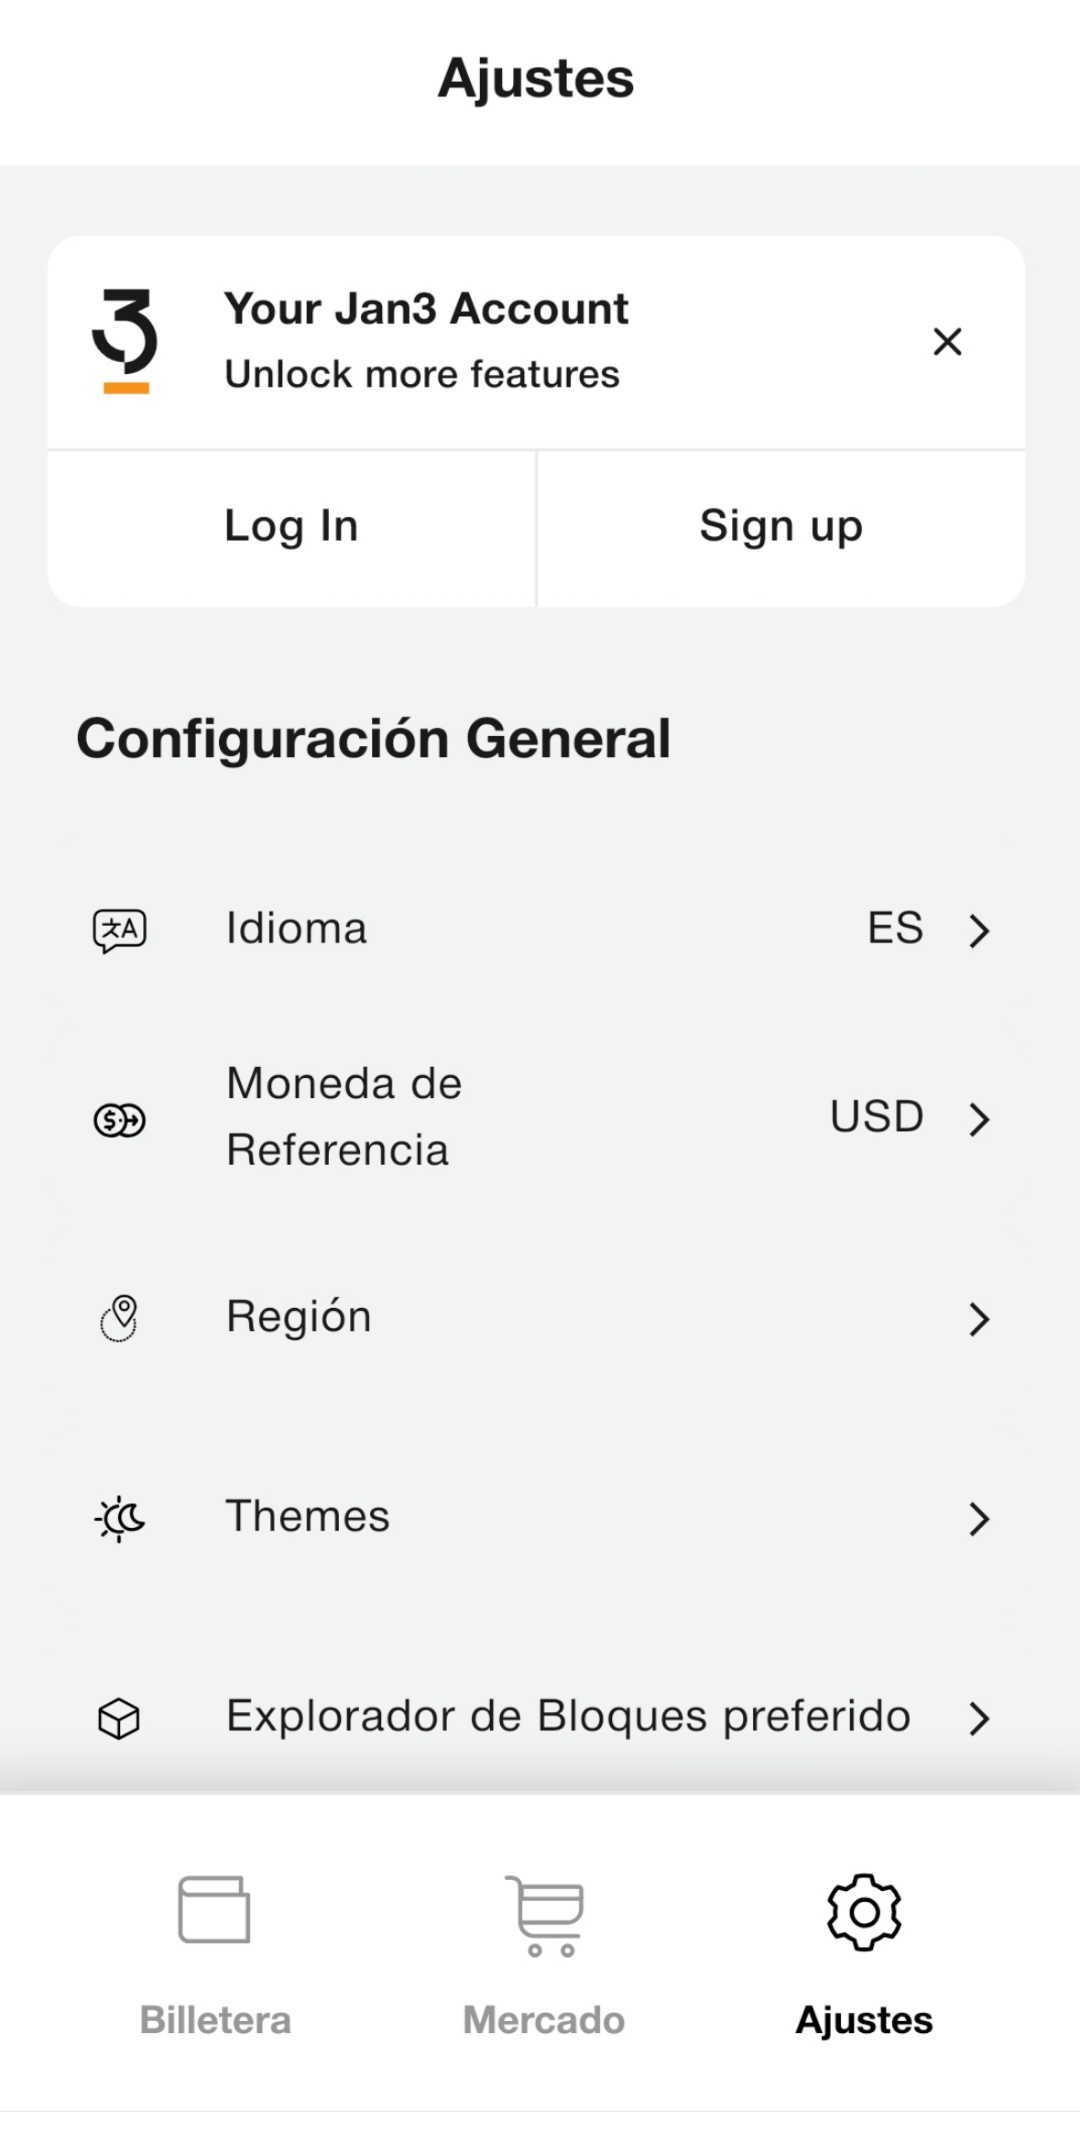 Ajustes
Your Jan3 Account
Unlock more features
Log In
Sign up
Configuración General
Idioma
ES
Moneda de
Referencia
USD
Región
Themes
Explorador de Bloques preferido
Billetera
Mercado
Ajustes